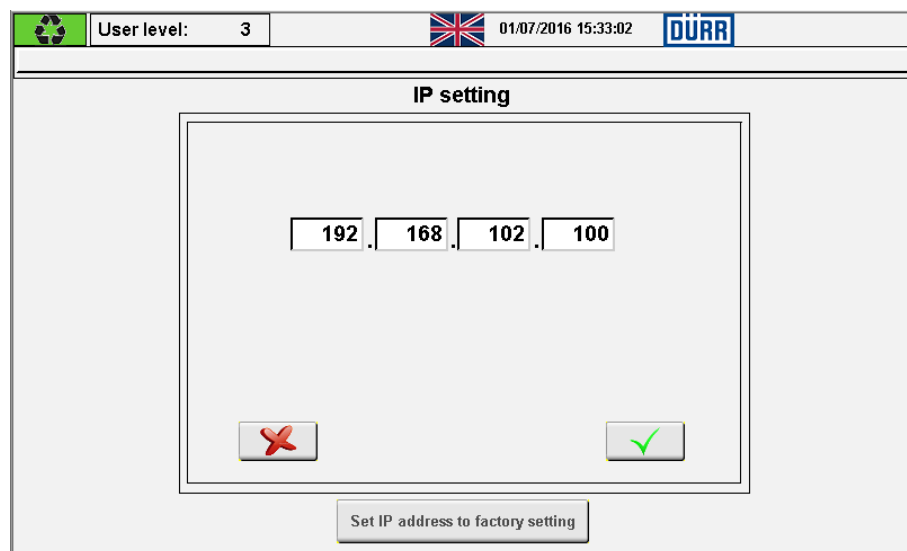 User level: 3 01/07/2016 15:33:02 DÜRR
IP setting
192.168.102.100
Set IP address to factory setting